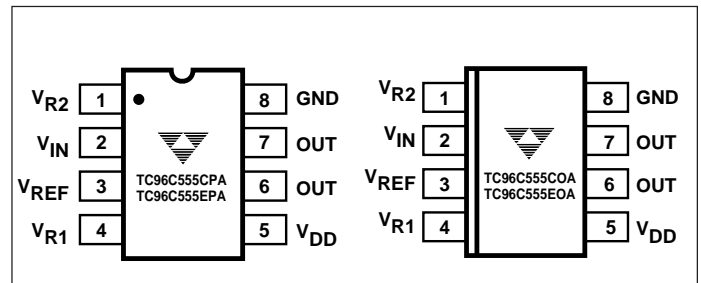 VR2 1 8 GND
VIN 2 7 OUT
VREF 3 6 OUT
VR1 4 5 VDD
TC96C555CPA
TC96C555EPA
VR2 1 8 GND
VIN 2 7 OUT
VREF 3 6 OUT
VR1 4 5 VDD
TC96C555COA
TC96C555EOA